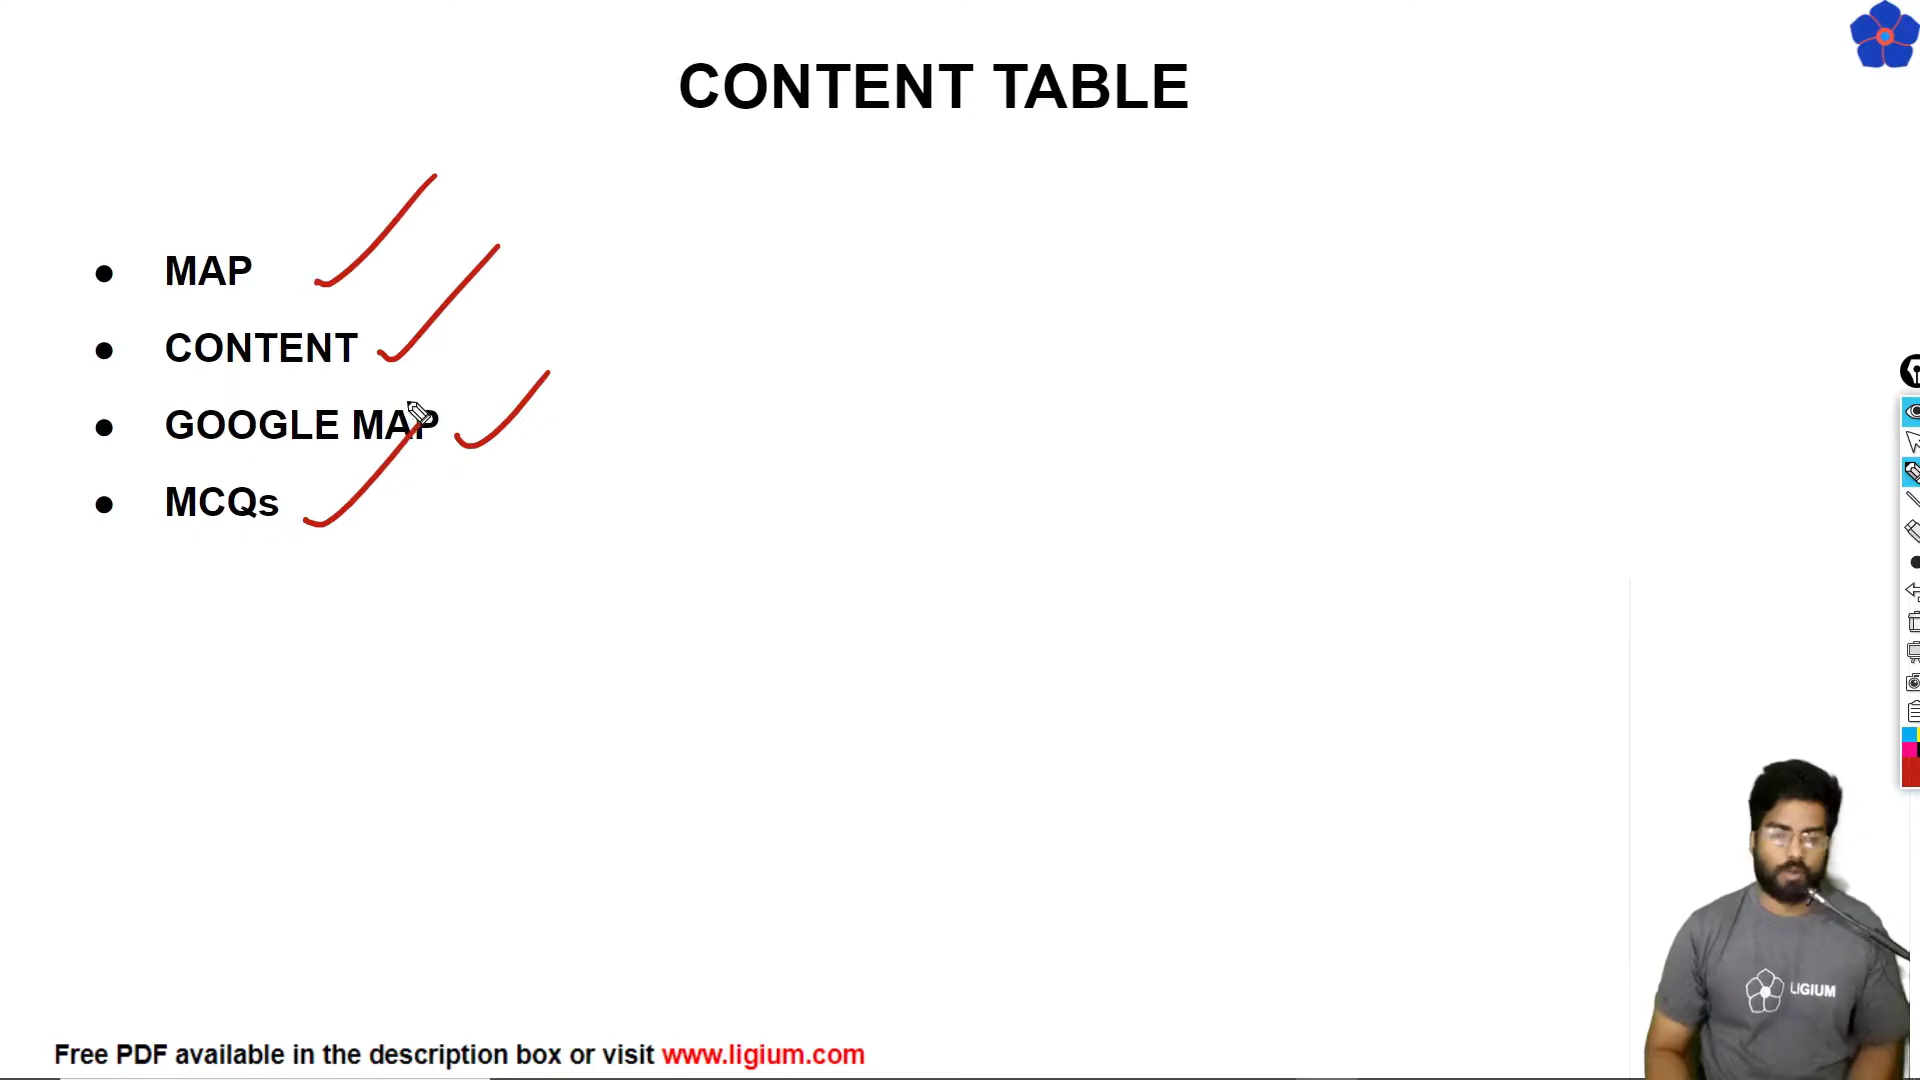 CONTENT TABLE
● MAP
● CONTENT
● GOOGLE MAP
● MCQs
LIGIUM
Free PDF available in the description box or visit www.ligium.com